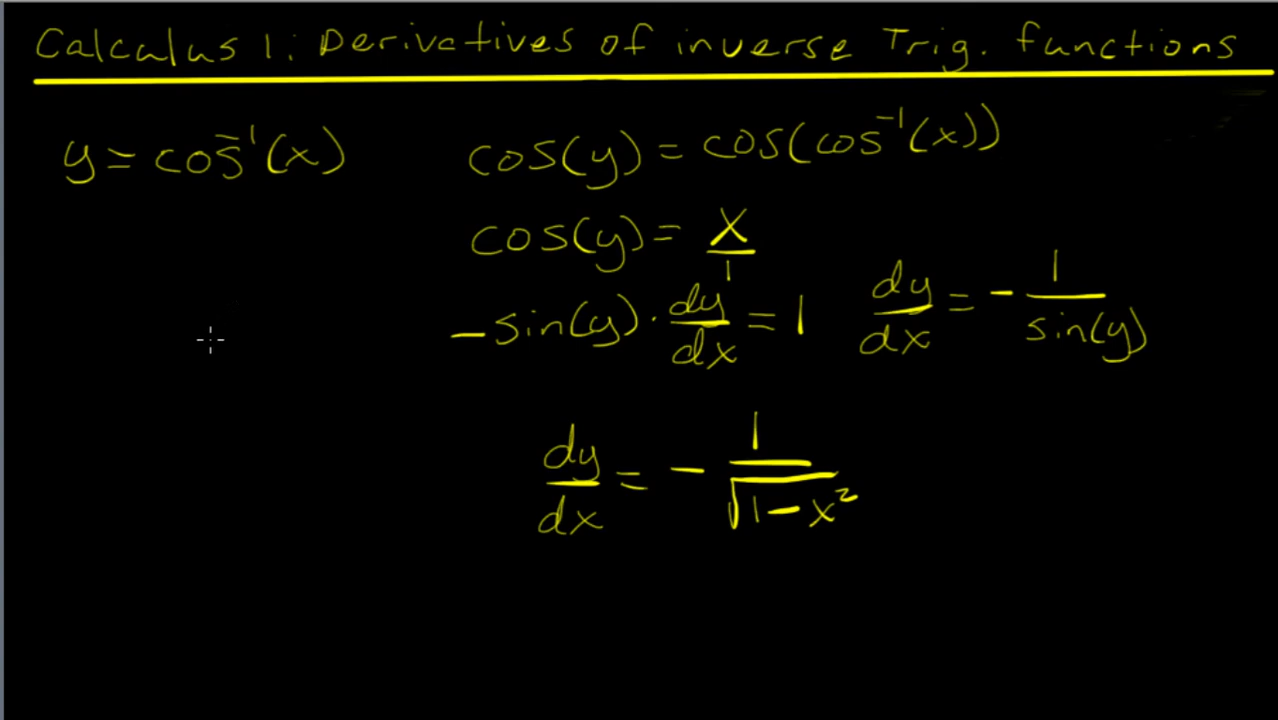 Calculus 1: Derivatives of inverse Trig. functions
y = cos⁻¹(x)
cos(y) = cos(cos⁻¹(x))
cos(y) = x/1
-sin(y) · dy/dx = 1
dy/dx = - 1/sin(y)
dy/dx = - 1/√(1-x²)